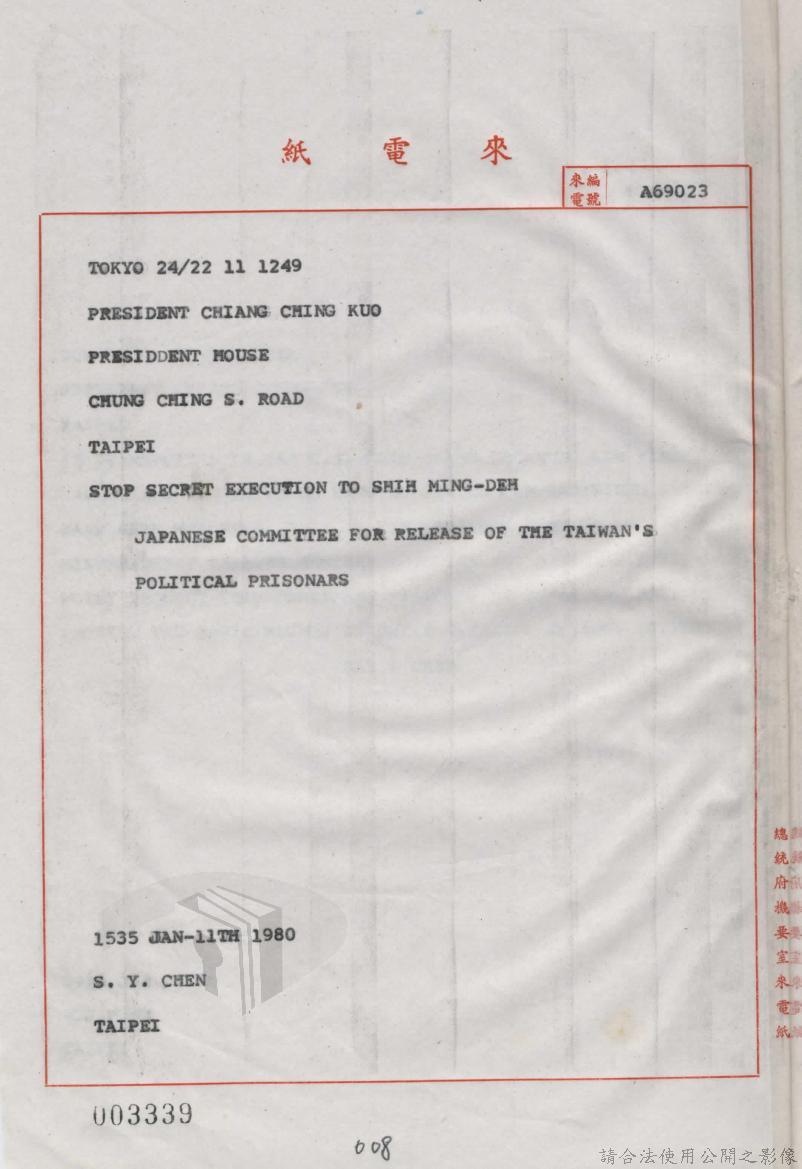 紙 電 來
來編
電號
A69023
TOKYO 24/22 11 1249
PRESIDENT CHIANG CHING KUO
PRESIDDENT HOUSE
CHUNG CHING S. ROAD
TAIPEI
STOP SECRET EXECUTION TO SHIH MING-DEH
JAPANESE COMMITTEE FOR RELEASE OF THE TAIWAN'S
POLITICAL PRISONARS
1535 JAN-11TH 1980
S. Y. CHEN
TAIPEI
總統府機要室來電紙
003339
008
請合法使用公開之影像